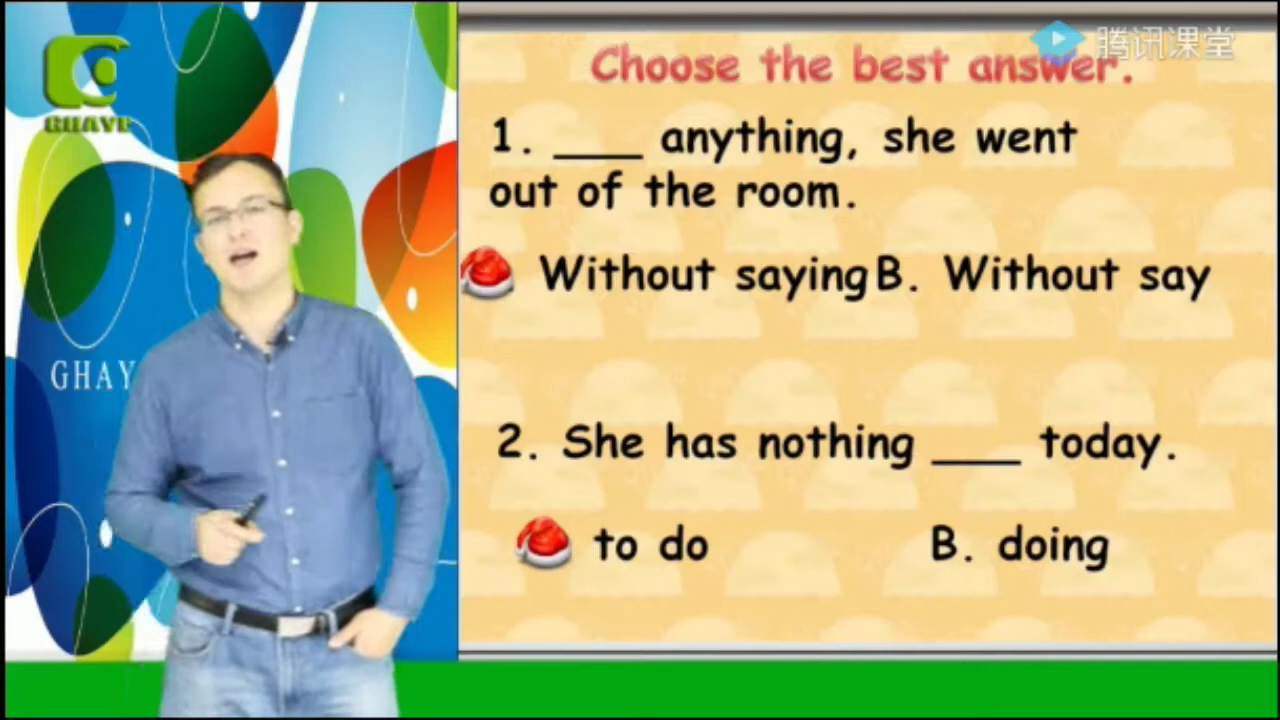 腾讯课堂
Choose the best answer.
GHAYP
1. ___ anything, she went
out of the room.
Without saying B. Without say
GHAY
2. She has nothing ___ today.
to do B. doing